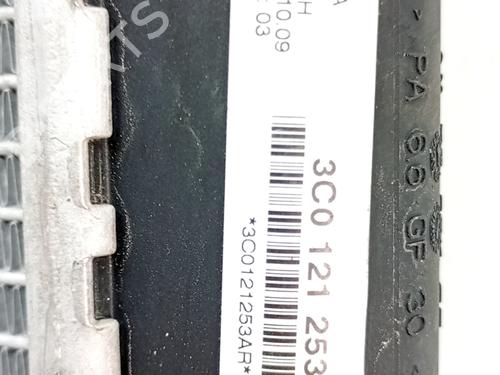 A
10.09
H
03
3C0 121 253
*3C0121253AR*
> PA 66 GF 30 <